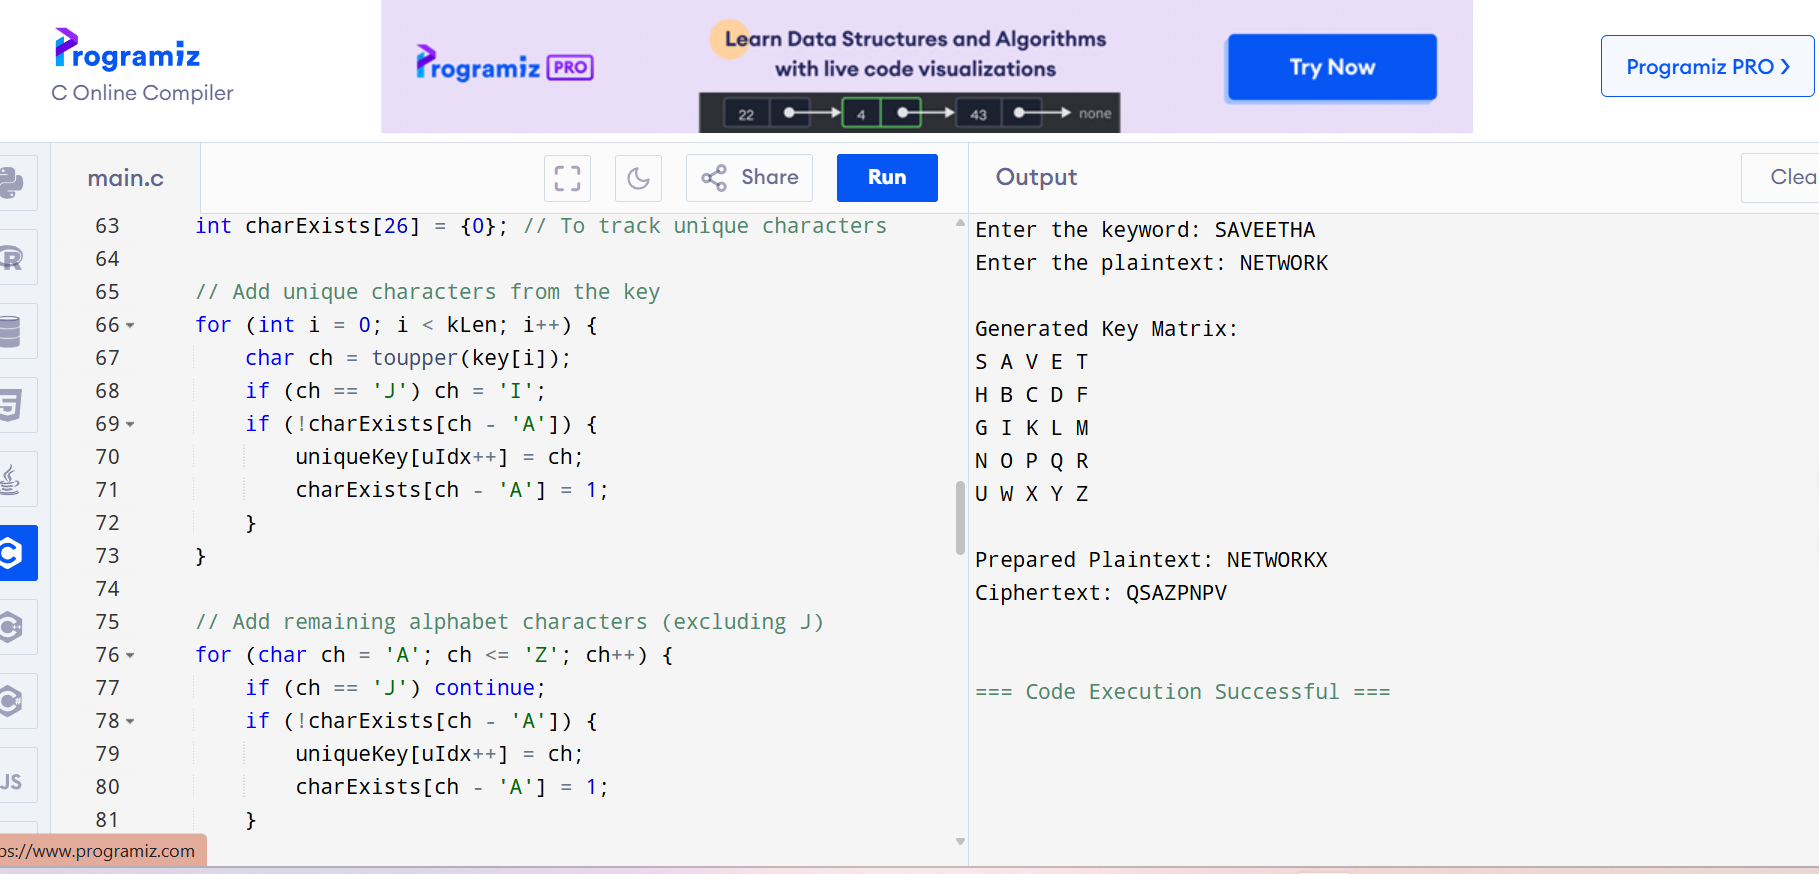 Programiz
C Online Compiler
Programiz PRO
Learn Data Structures and Algorithms
with live code visualizations
22 4 43 none
Try Now
Programiz PRO
main.c
Share
Run
Output
Clea
63 int charExists[26] = {0}; // To track unique characters
64
65 // Add unique characters from the key
66 for (int i = 0; i < kLen; i++) {
67 char ch = toupper(key[i]);
68 if (ch == 'J') ch = 'I';
69 if (!charExists[ch - 'A']) {
70 uniqueKey[uIdx++] = ch;
71 charExists[ch - 'A'] = 1;
72 }
73 }
74
75 // Add remaining alphabet characters (excluding J)
76 for (char ch = 'A'; ch <= 'Z'; ch++) {
77 if (ch == 'J') continue;
78 if (!charExists[ch - 'A']) {
79 uniqueKey[uIdx++] = ch;
80 charExists[ch - 'A'] = 1;
81 }
Enter the keyword: SAVEETHA
Enter the plaintext: NETWORK
Generated Key Matrix:
S A V E T
H B C D F
G I K L M
N O P Q R
U W X Y Z
Prepared Plaintext: NETWORKX
Ciphertext: QSAZPNPV
=== Code Execution Successful ===
R
3
C
C
C
JS
ps://www.programiz.com